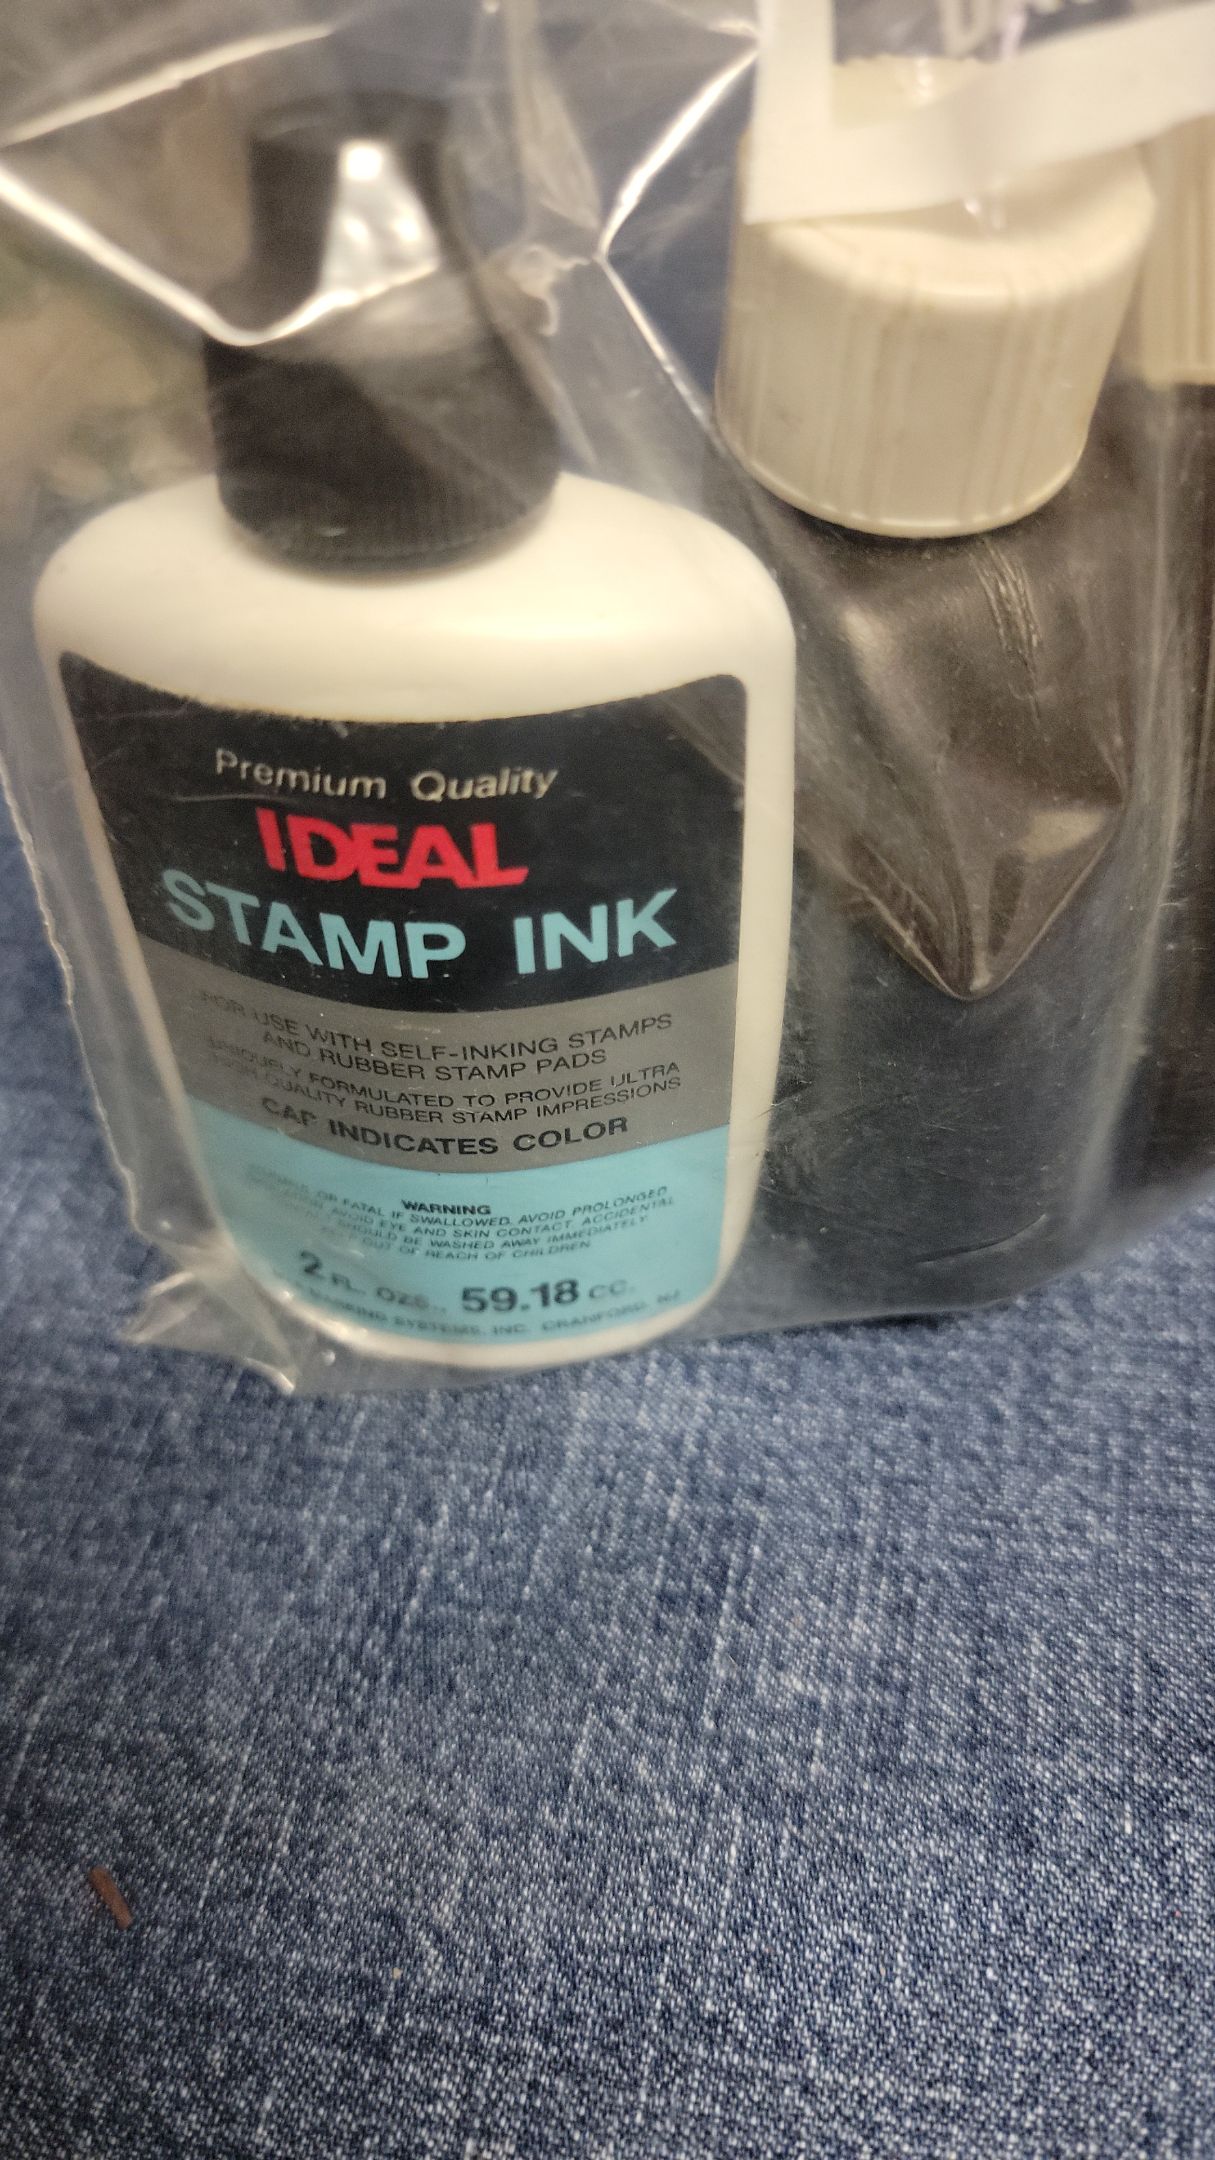 Premium Quality
IDEAL
STAMP INK
FOR USE WITH SELF-INKING STAMPS
AND RUBBER STAMP PADS
UNIQUELY FORMULATED TO PROVIDE ULTRA
HIGH QUALITY RUBBER STAMP IMPRESSIONS
CAP INDICATES COLOR
WARNING
OR FATAL IF SWALLOWED. AVOID PROLONGED
AVOID EYE AND SKIN CONTACT. ACCIDENTAL
SHOULD BE WASHED AWAY IMMEDIATELY.
KEEP OUT OF REACH OF CHILDREN
2 FL. OZS., 59.18 CC.
SYSTEMS, INC. CRANFORD, NJ